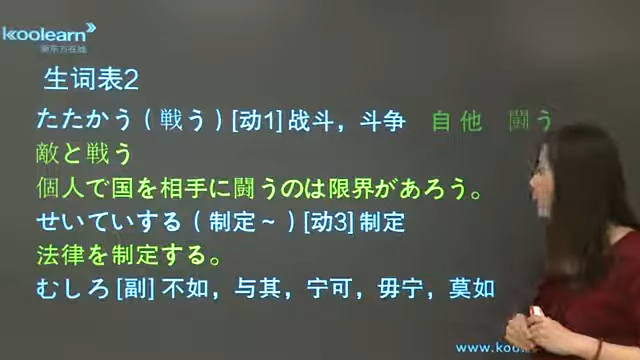 koolearn
新东方在线
生词表2
たたかう（戦う）[动1] 战斗，斗争 自 他 闘う
敵と戦う
個人で国を相手に闘うのは限界があろう。
せいていする（制定～）[动3] 制定
法律を制定する。
むしろ [副] 不如，与其，宁可，毋宁，莫如
www.koo